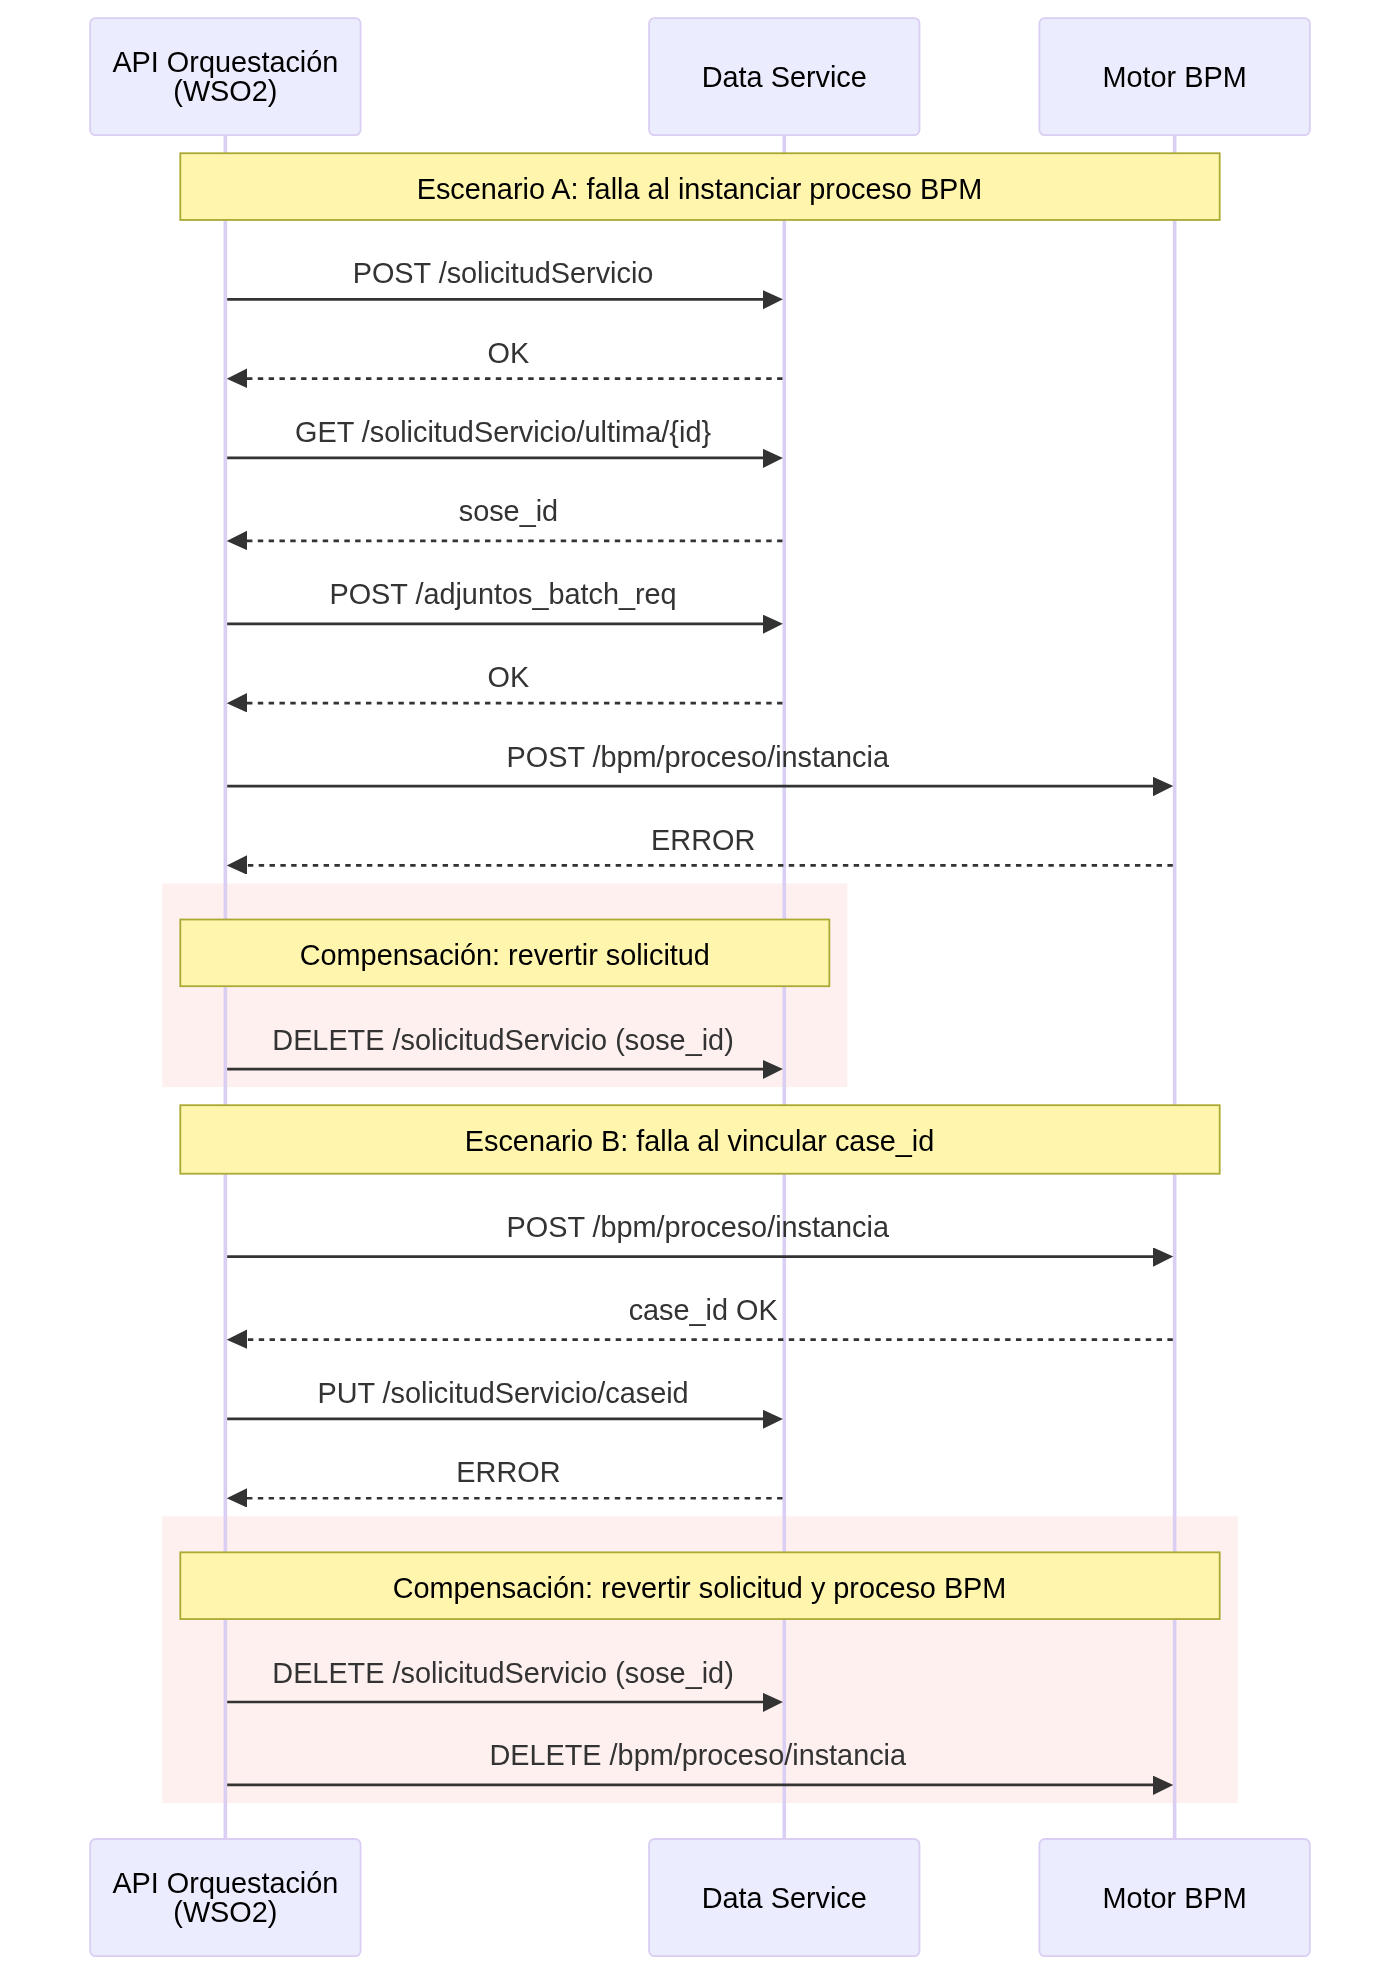 API Orquestación
(WSO2)
Data Service
Motor BPM
Escenario A: falla al instanciar proceso BPM
POST /solicitudServicio
OK
GET /solicitudServicio/ultima/{id}
sose_id
POST /adjuntos_batch_req
OK
POST /bpm/proceso/instancia
ERROR
Compensación: revertir solicitud
DELETE /solicitudServicio (sose_id)
Escenario B: falla al vincular case_id
POST /bpm/proceso/instancia
case_id OK
PUT /solicitudServicio/caseid
ERROR
Compensación: revertir solicitud y proceso BPM
DELETE /solicitudServicio (sose_id)
DELETE /bpm/proceso/instancia
API Orquestación
(WSO2)
Data Service
Motor BPM